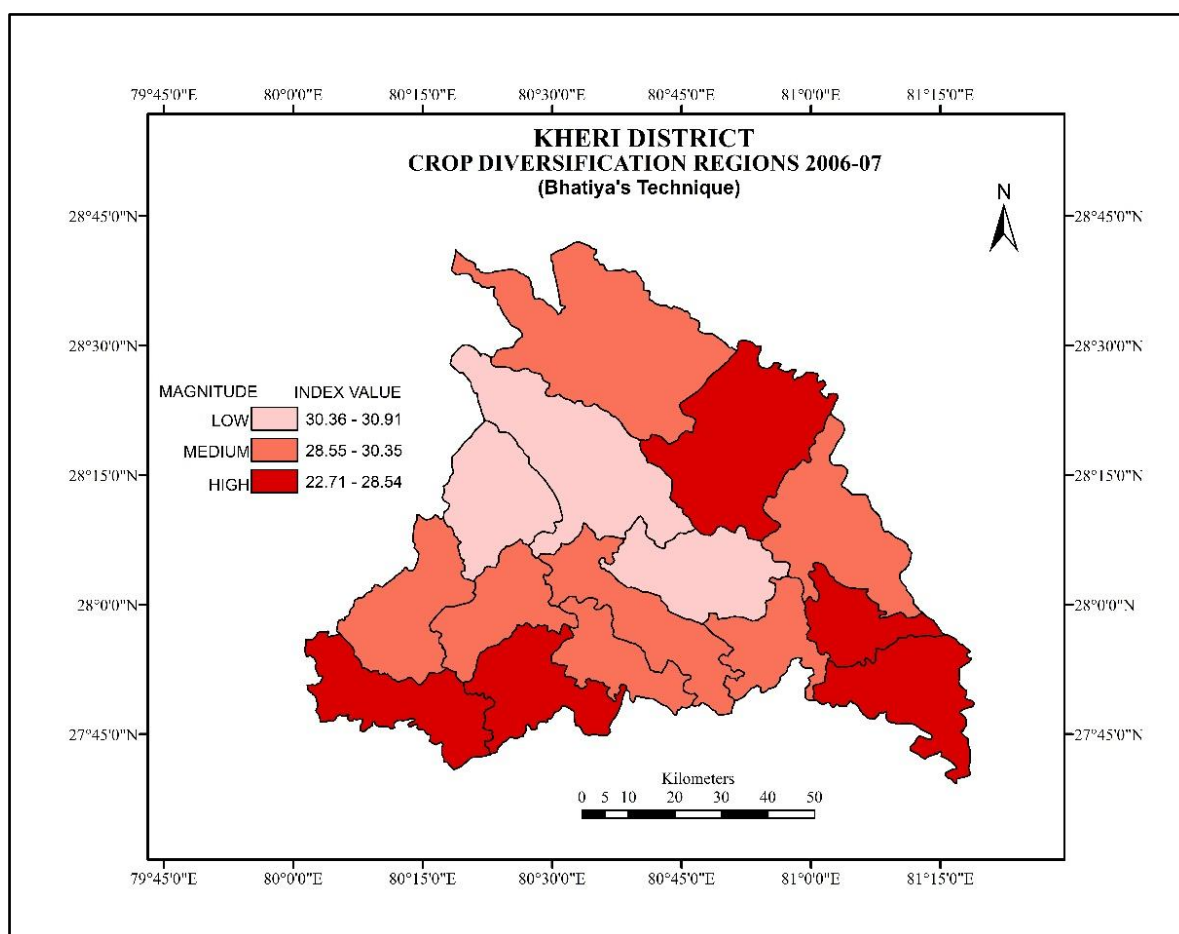 79°45'0"E 80°0'0"E 80°15'0"E 80°30'0"E 80°45'0"E 81°0'0"E 81°15'0"E
KHERI DISTRICT
CROP DIVERSIFICATION REGIONS 2006-07
(Bhatiya's Technique)
N
28°45'0"N 28°45'0"N
28°30'0"N 28°30'0"N
MAGNITUDE INDEX VALUE
LOW 30.36 - 30.91
MEDIUM 28.55 - 30.35
HIGH 22.71 - 28.54
28°15'0"N 28°15'0"N
28°0'0"N 28°0'0"N
27°45'0"N 27°45'0"N
Kilometers
0 5 10 20 30 40 50
79°45'0"E 80°0'0"E 80°15'0"E 80°30'0"E 80°45'0"E 81°0'0"E 81°15'0"E